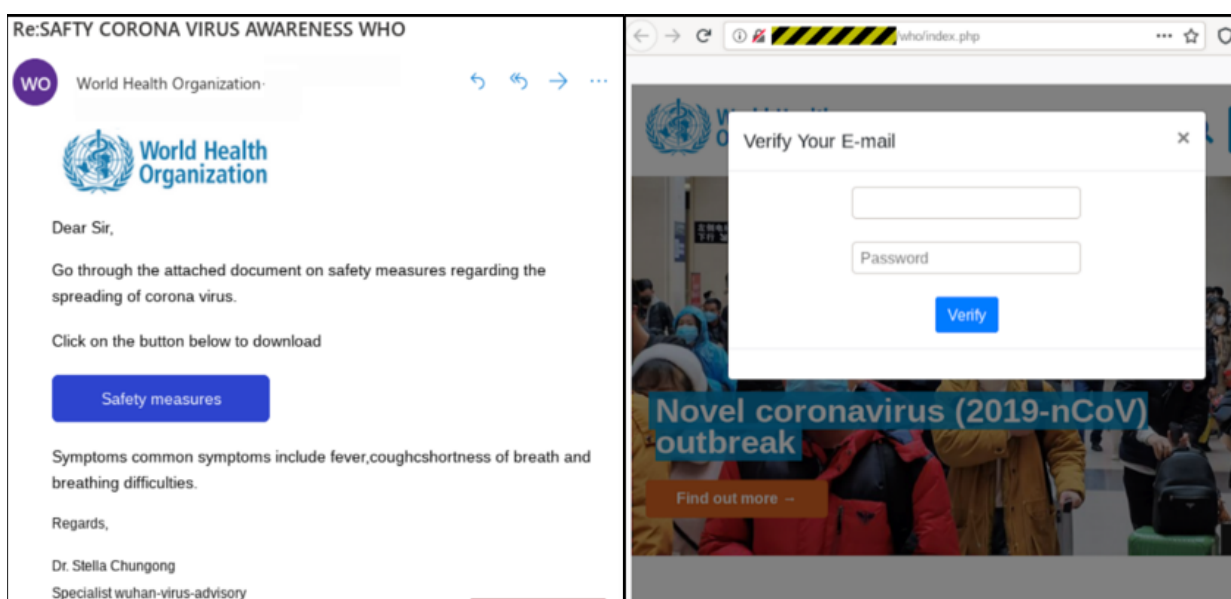 Re:SAFTY CORONA VIRUS AWARENESS WHO
WO
World Health Organization
World Health
Organization
Dear Sir,
Go through the attached document on safety measures regarding the
spreading of corona virus.
Click on the button below to download
Safety measures
Symptoms common symptoms include fever,coughcshortness of breath and
breathing difficulties.
Regards,
Dr. Stella Chungong
Specialist wuhan-virus-advisory
/who/index.php
Verify Your E-mail
Password
Verify
Novel coronavirus (2019-nCoV)
outbreak
Find out more →